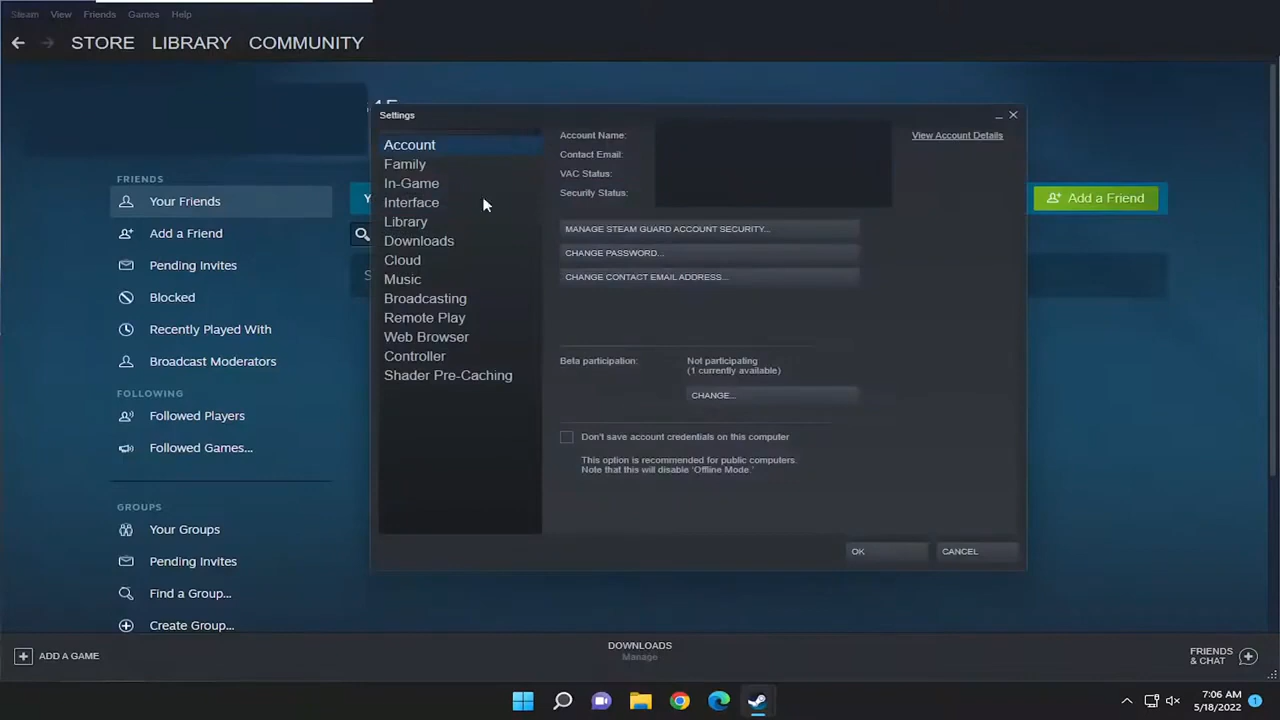 Steam View Friends Games Help
STORE LIBRARY COMMUNITY
Settings
Account
Family
In-Game
Interface
Library
Downloads
Cloud
Music
Broadcasting
Remote Play
Web Browser
Controller
Shader Pre-Caching
Account Name:
Contact Email:
VAC Status:
Security Status:
View Account Details
MANAGE STEAM GUARD ACCOUNT SECURITY...
CHANGE PASSWORD...
CHANGE CONTACT EMAIL ADDRESS...
Beta participation: Not participating
(1 currently available)
CHANGE...
Don't save account credentials on this computer
This option is recommended for public computers.
Note that this will disable 'Offline Mode.'
OK CANCEL
FRIENDS
Your Friends
Add a Friend
Pending Invites
Blocked
Recently Played With
Broadcast Moderators
FOLLOWING
Followed Players
Followed Games...
GROUPS
Your Groups
Pending Invites
Find a Group...
Create Group...
Add a Friend
ADD A GAME
DOWNLOADS
Manage
FRIENDS
& CHAT
7:06 AM
5/18/2022
1